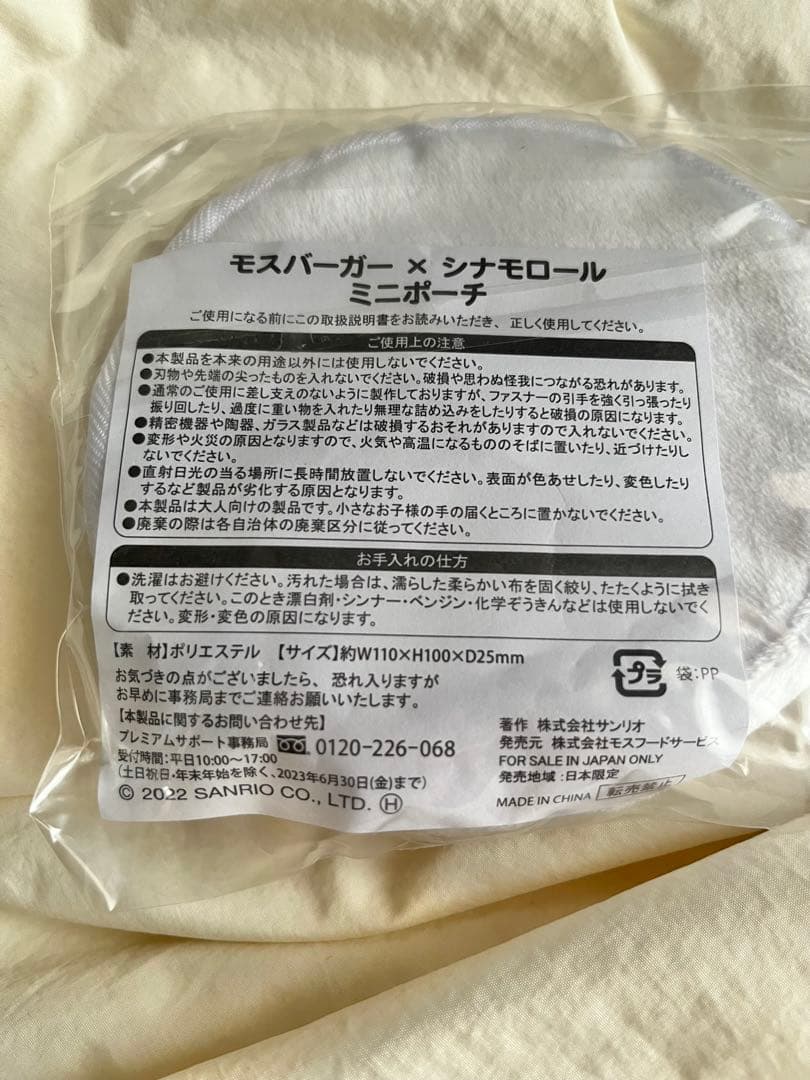 モスバーガー × シナモロール
ミニポーチ
ご使用になる前にこの取扱説明書をお読みいただき、正しく使用してください。
ご使用上の注意
●本製品を本来の用途以外には使用しないでください。
●刃物や先端の尖ったものを入れないでください。破損や思わぬ怪我につながる恐れがあります。
●通常のご使用に差し支えのないように製作しておりますが、ファスナーの引手を強く引っ張ったり
振り回したり、過度に重い物を入れたり無理な詰め込みをしたりすると破損の原因になります。
●精密機器や陶器、ガラス製品などは破損するおそれがありますので入れないでください。
●変形や火災の原因となりますので、火気や高温になるもののそばに置いたり、近づけたりし
ないでください。
●直射日光の当る場所に長時間放置しないでください。表面が色あせしたり、変色したり
するなど製品が劣化する原因となります。
●本製品は大人向けの製品です。小さなお子様の手の届くところに置かないでください。
●廃棄の際は各自治体の廃棄区分に従ってください。
お手入れの仕方
●洗濯はお避けください。汚れた場合は、濡らした柔らかい布を固く絞り、たたくように拭き
取ってください。このとき漂白剤・シンナー・ベンジン・化学ぞうきんなどは使用しないでく
ださい。変形・変色の原因になります。
【素 材】ポリエステル 【サイズ】約W110×H100×D25mm
お気づきの点がございましたら、恐れ入りますが
お早めに事務局までご連絡お願いいたします。
プラ 袋:PP
【本製品に関するお問い合わせ先】
プレミアムサポート事務局 0120-226-068
受付時間:平日10:00〜17:00
(土日祝日・年末年始を除く、2023年6月30日(金)まで)
© 2022 SANRIO CO., LTD. Ⓗ
著作 株式会社サンリオ
発売元 株式会社モスフードサービス
FOR SALE IN JAPAN ONLY
発売地域:日本限定
MADE IN CHINA 転売禁止